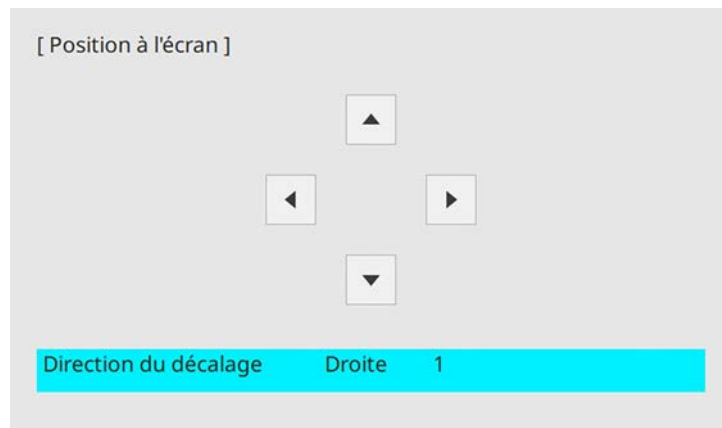 [ Position à l'écran ]
Direction du décalage Droite 1